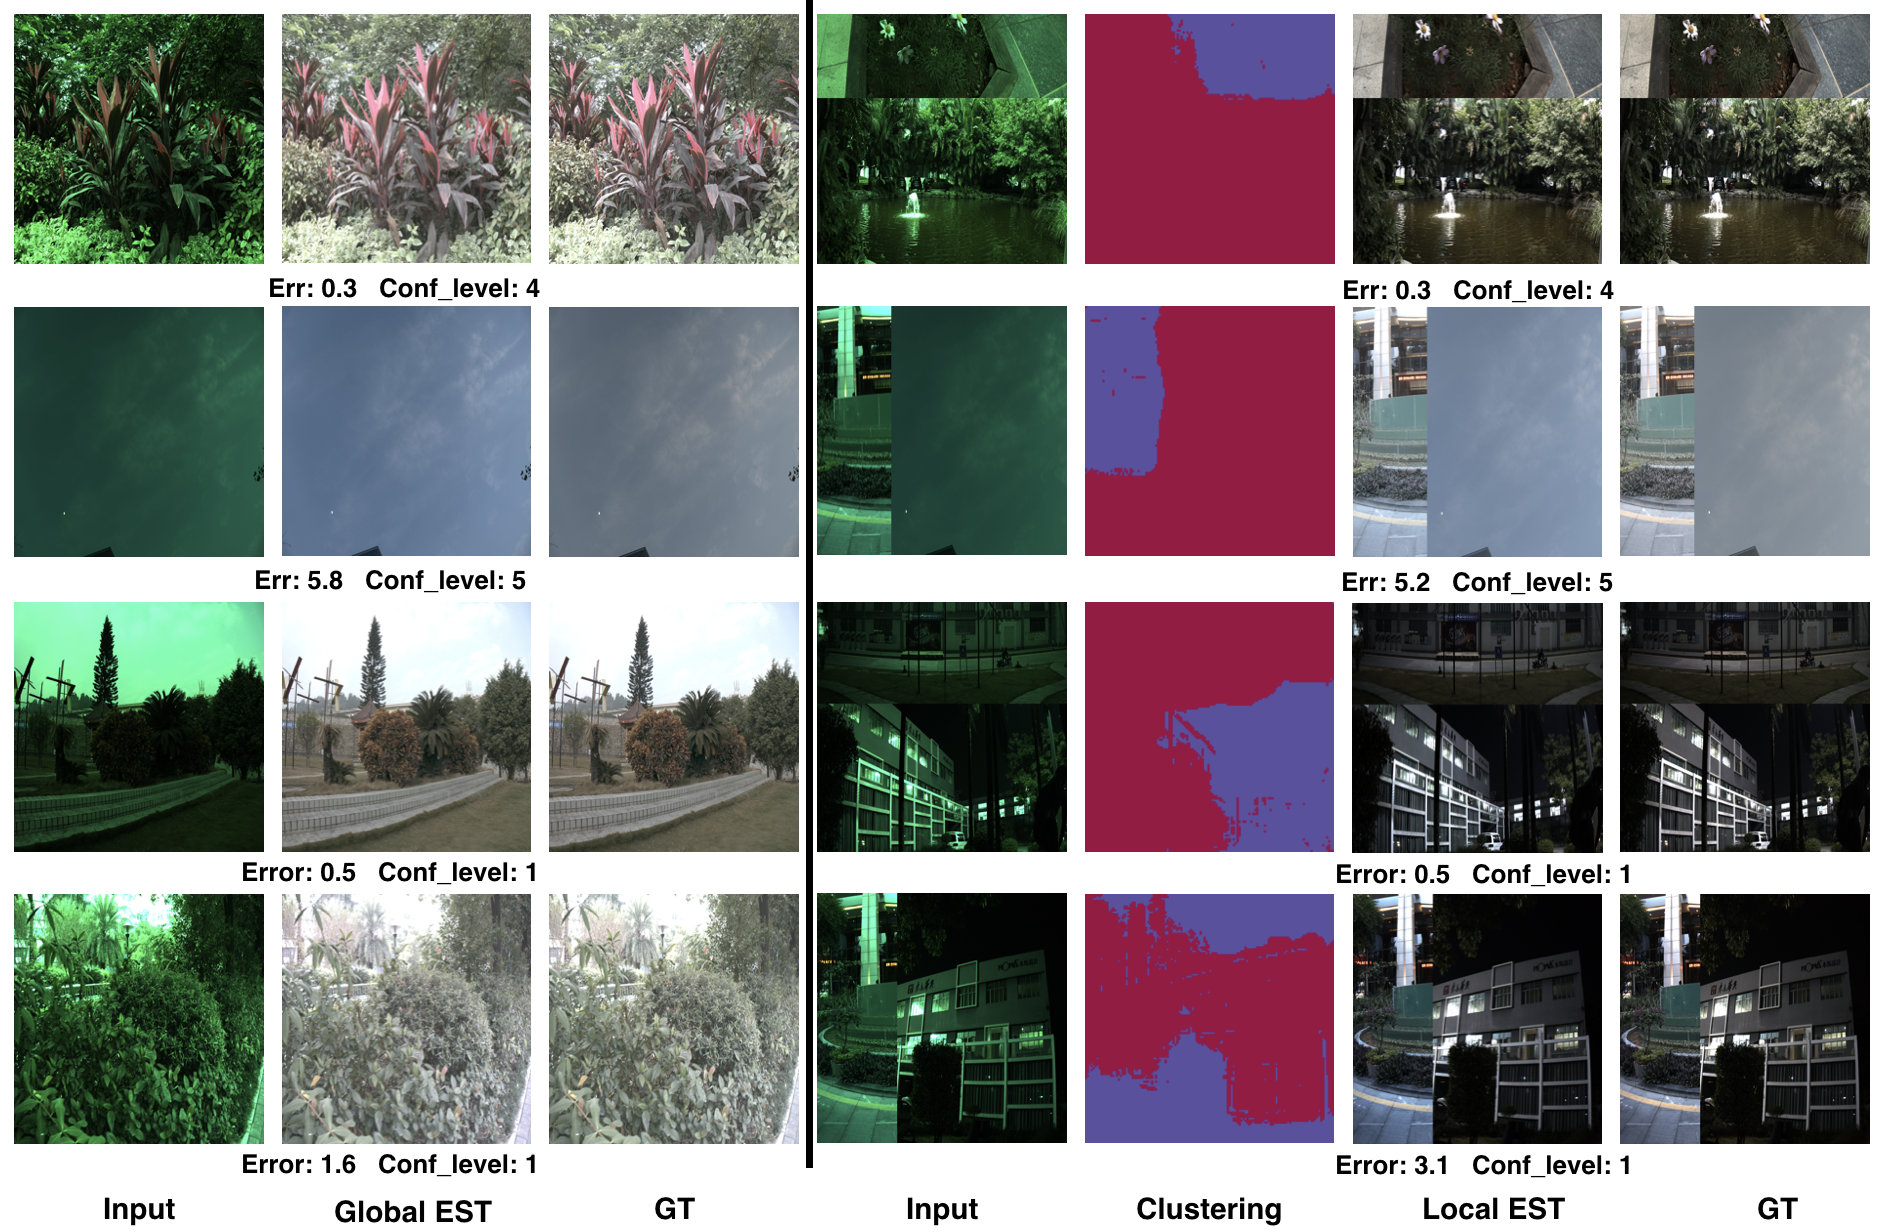 Err: 0.3 Conf_level: 4
Err: 0.3 Conf_level: 4
Err: 5.8 Conf_level: 5
Err: 5.2 Conf_level: 5
Error: 0.5 Conf_level: 1
Error: 0.5 Conf_level: 1
Error: 1.6 Conf_level: 1
Error: 3.1 Conf_level: 1
Input Global EST GT Input Clustering Local EST GT